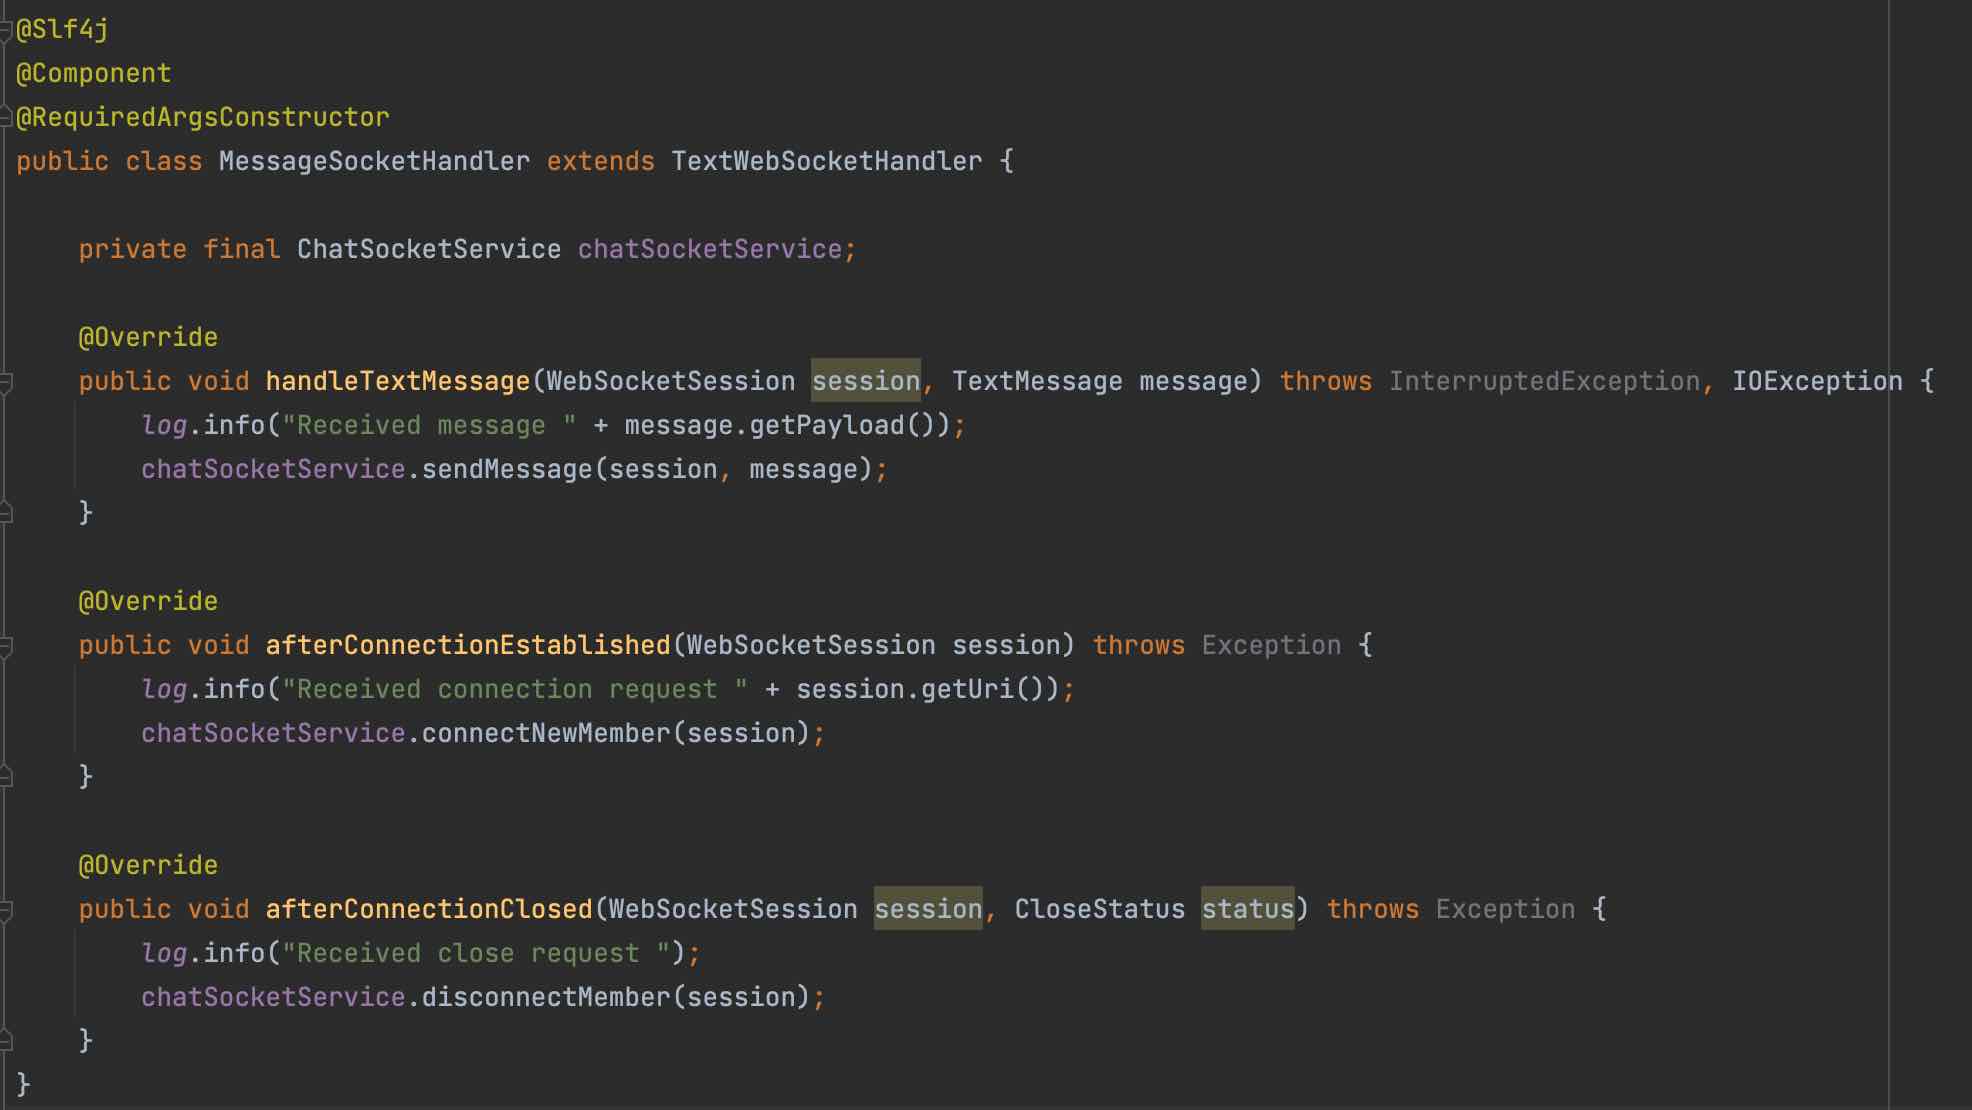 @Slf4j
@Component
@RequiredArgsConstructor
public class MessageSocketHandler extends TextWebSocketHandler {
private final ChatSocketService chatSocketService;
@Override
public void handleTextMessage(WebSocketSession session, TextMessage message) throws InterruptedException, IOException {
log.info("Received message " + message.getPayload());
chatSocketService.sendMessage(session, message);
}
@Override
public void afterConnectionEstablished(WebSocketSession session) throws Exception {
log.info("Received connection request " + session.getUri());
chatSocketService.connectNewMember(session);
}
@Override
public void afterConnectionClosed(WebSocketSession session, CloseStatus status) throws Exception {
log.info("Received close request ");
chatSocketService.disconnectMember(session);
}
}